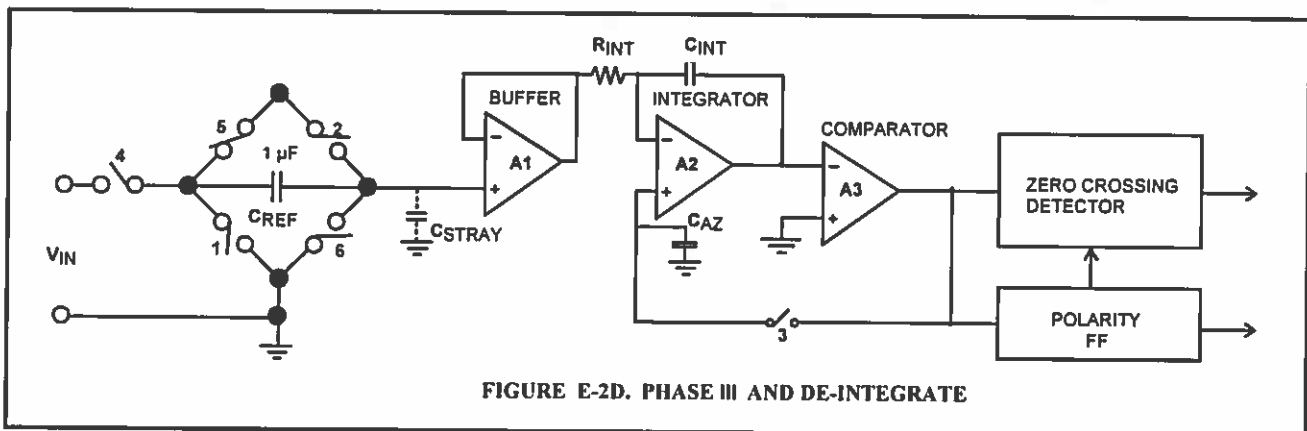 RINT
CINT
BUFFER
INTEGRATOR
COMPARATOR
5
2
4
1 µF
CREF
1
6
VIN
CSTRAY
−
A1
+
−
A2
+
CAZ
−
A3
+
3
ZERO CROSSING
DETECTOR
POLARITY
FF
FIGURE E-2D. PHASE III AND DE-INTEGRATE